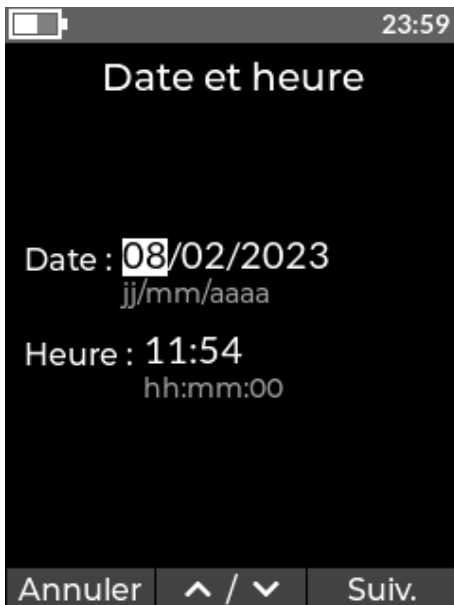 23:59
Date et heure
Date : 08/02/2023
jj/mm/aaaa
Heure : 11:54
hh:mm:00
Annuler ⌃ / ⌄ Suiv.